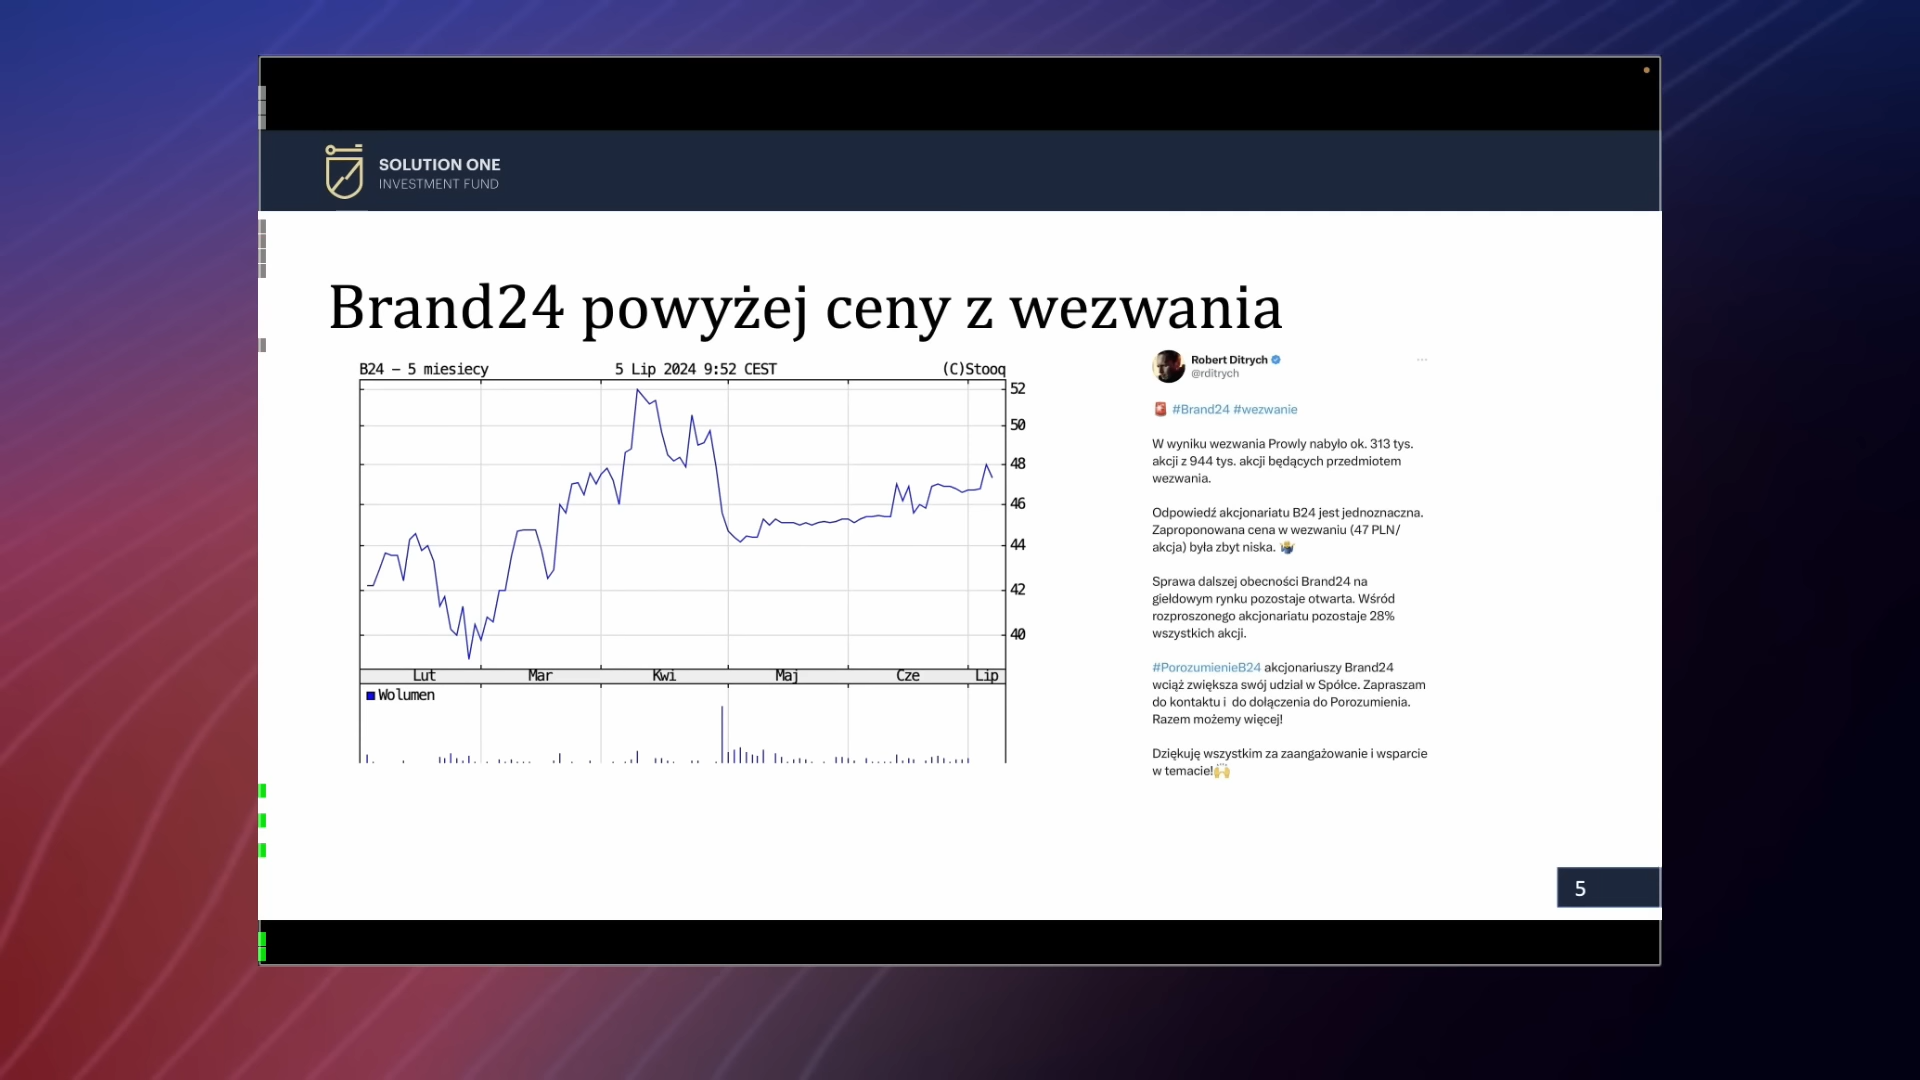 SOLUTION ONE
INVESTMENT FUND
Brand24 powyżej ceny z wezwania
B24 – 5 miesiecy 5 Lip 2024 9:52 CEST (C)Stooq
52
50
48
46
44
42
40
Lut Mar Kwi Maj Cze Lip
Wolumen
Robert Ditrych
@rditrych
#Brand24 #wezwanie
W wyniku wezwania Prowly nabyło ok. 313 tys.
akcji z 944 tys. akcji będących przedmiotem
wezwania.
Odpowiedź akcjonariatu B24 jest jednoznaczna.
Zaproponowana cena w wezwaniu (47 PLN/
akcja) była zbyt niska. 🤷‍♂️
Sprawa dalszej obecności Brand24 na
giełdowym rynku pozostaje otwarta. Wśród
rozproszonego akcjonariatu pozostaje 28%
wszystkich akcji.
#PorozumienieB24 akcjonariuszy Brand24
wciąż zwiększa swój udział w Spółce. Zapraszam
do kontaktu i do dołączenia do Porozumienia.
Razem możemy więcej!
Dziękuję wszystkim za zaangażowanie i wsparcie
w temacie!🙌
5